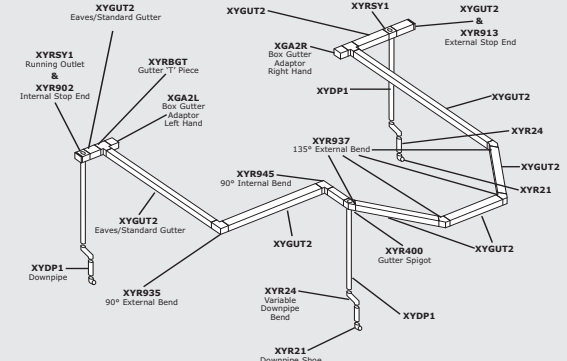 XYGUT2
Eaves/Standard Gutter
XYRSY1
Running Outlet
&
XYR902
Internal Stop End
XYRBGT
Gutter 'T' Piece
XGA2L
Box Gutter
Adaptor
Left Hand
XYGUT2
XYRSY1
XYGUT2
&
XYR913
External Stop End
XGA2R
Box Gutter
Adaptor
Right Hand
XYDP1
XYGUT2
XYR24
XYR937
135° External Bend
XYGUT2
XYR21
XYR945
90° Internal Bend
XYGUT2
Eaves/Standard Gutter
XYGUT2
XYR400
Gutter Spigot
XYGUT2
XYDP1
Downpipe
XYR935
90° External Bend
XYR24
Variable
Downpipe
Bend
XYDP1
XYR21
Downpipe Shoe